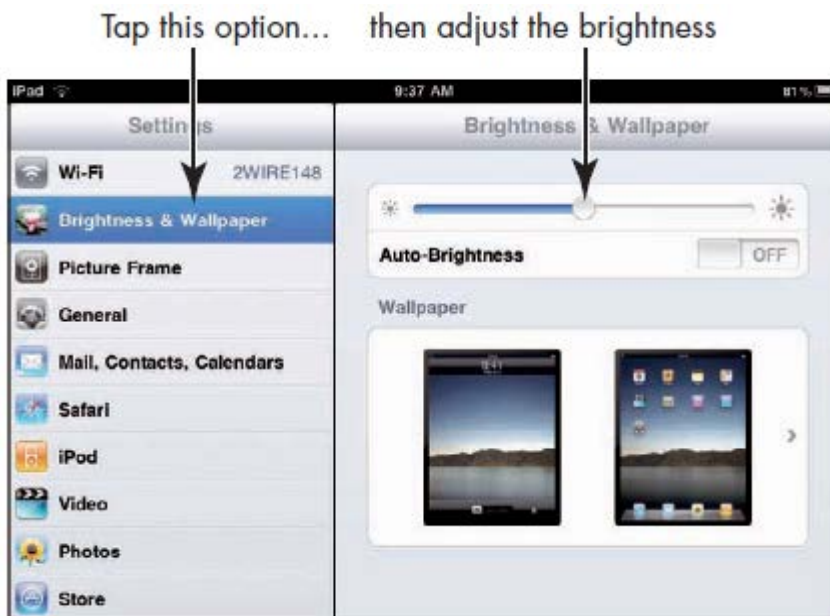 Tap this option... then adjust the brightness
iPad 9:37 AM 81%
Settings
Brightness & Wallpaper
Wi-Fi 2WIRE148
Brightness & Wallpaper
Picture Frame
General
Mail, Contacts, Calendars
Safari
iPod
Video
Photos
Store
Auto-Brightness OFF
Wallpaper